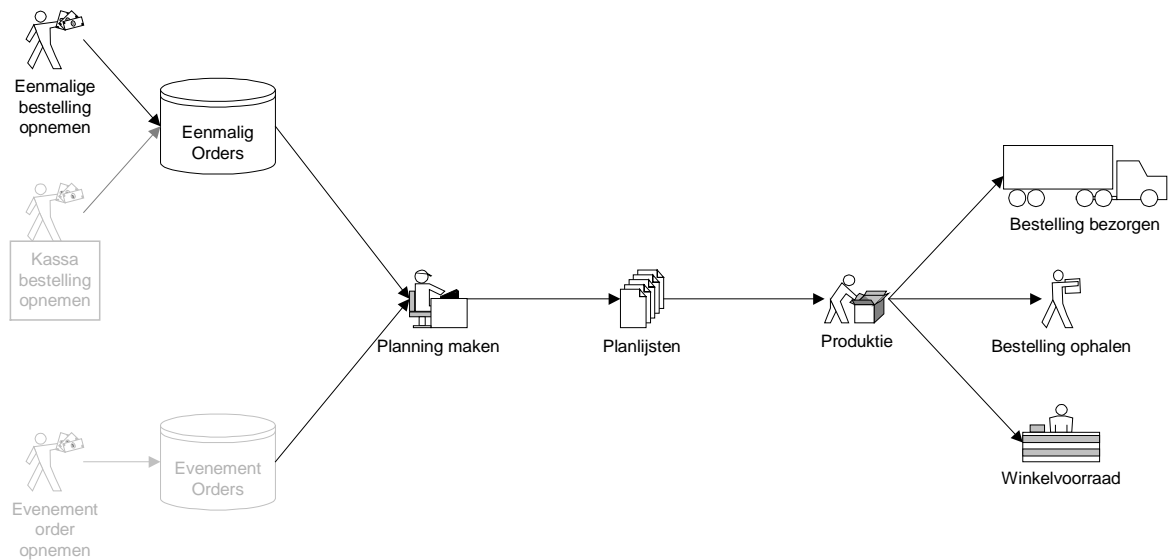 Eenmalige
bestelling
opnemen
Eenmalig
Orders
Kassa
bestelling
opnemen
Planning maken
Planlijsten
Produktie
Bestelling bezorgen
Bestelling ophalen
Winkelvoorraad
Evenement
Orders
Evenement
order
opnemen